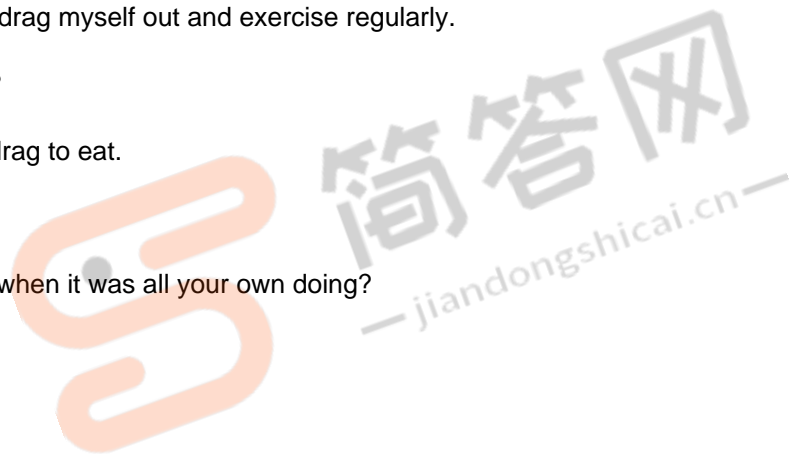 drag myself out and exercise regularly.
to eat.
when it was all your own doing?
简答网
jiandongshicai.cn